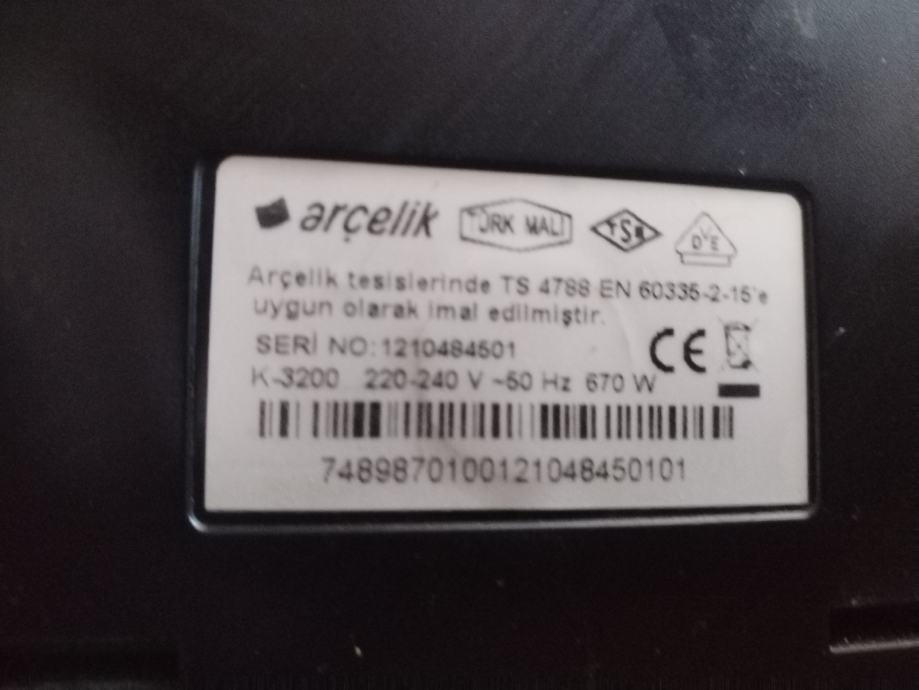 arçelik TÜRK MALI TSE DVE
Arçelik tesislerinde TS 4788 EN 60335-2-15'e
uygun olarak imal edilmiştir.
SERİ NO:1210484501
CE
K-3200 220-240 V ~50 Hz 670 W
7489870100121048450101